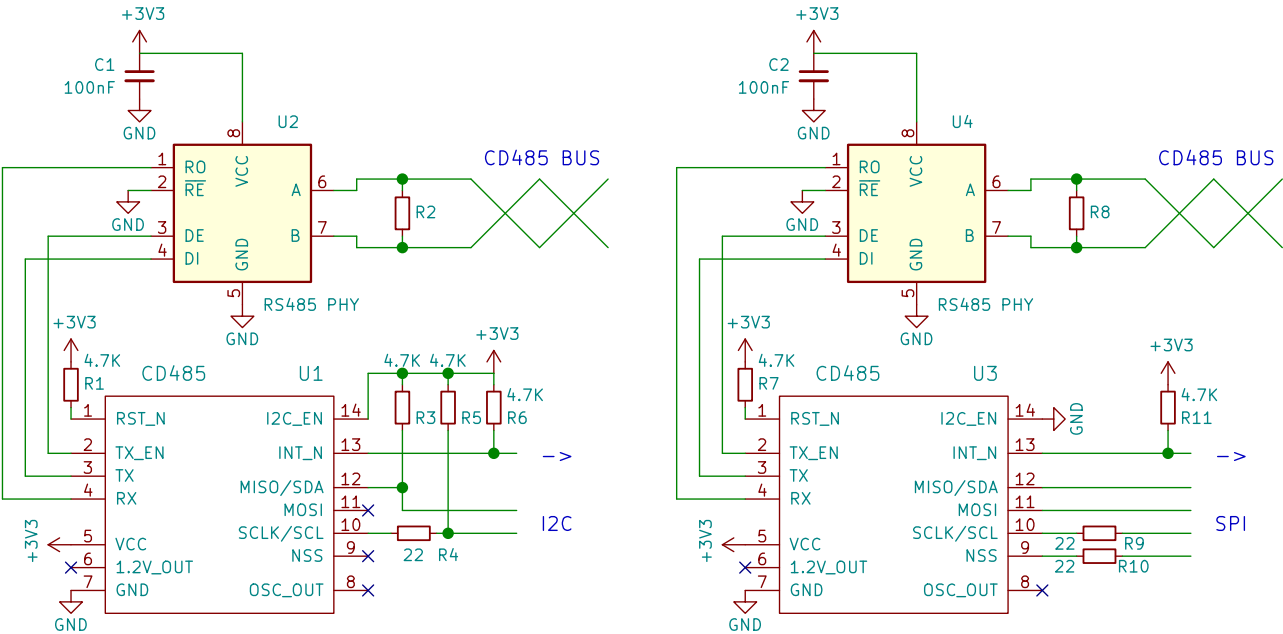 +3V3
C1
100nF
GND
U2
8
VCC
1
RO
2
RE
GND
3
DE
4
DI
A
6
B
7
GND
5
GND
RS485 PHY
CD485 BUS
R2
+3V3
4.7K
R1
CD485
U1
1
RST_N
2
TX_EN
3
TX
4
RX
+3V3
5
VCC
6
1.2V_OUT
7
GND
GND
I2C_EN
14
INT_N
13
MISO/SDA
12
MOSI
11
SCLK/SCL
10
NSS
9
OSC_OUT
8
4.7K
4.7K
+3V3
4.7K
R3
R5
R6
->
I2C
22
R4
+3V3
C2
100nF
GND
U4
8
VCC
1
RO
2
RE
GND
3
DE
4
DI
A
6
B
7
GND
5
GND
RS485 PHY
CD485 BUS
R8
+3V3
4.7K
R7
CD485
U3
1
RST_N
2
TX_EN
3
TX
4
RX
+3V3
5
VCC
6
1.2V_OUT
7
GND
GND
I2C_EN
14
GND
INT_N
13
MISO/SDA
12
MOSI
11
SCLK/SCL
10
NSS
9
OSC_OUT
8
+3V3
4.7K
R11
->
SPI
22
R9
22
R10